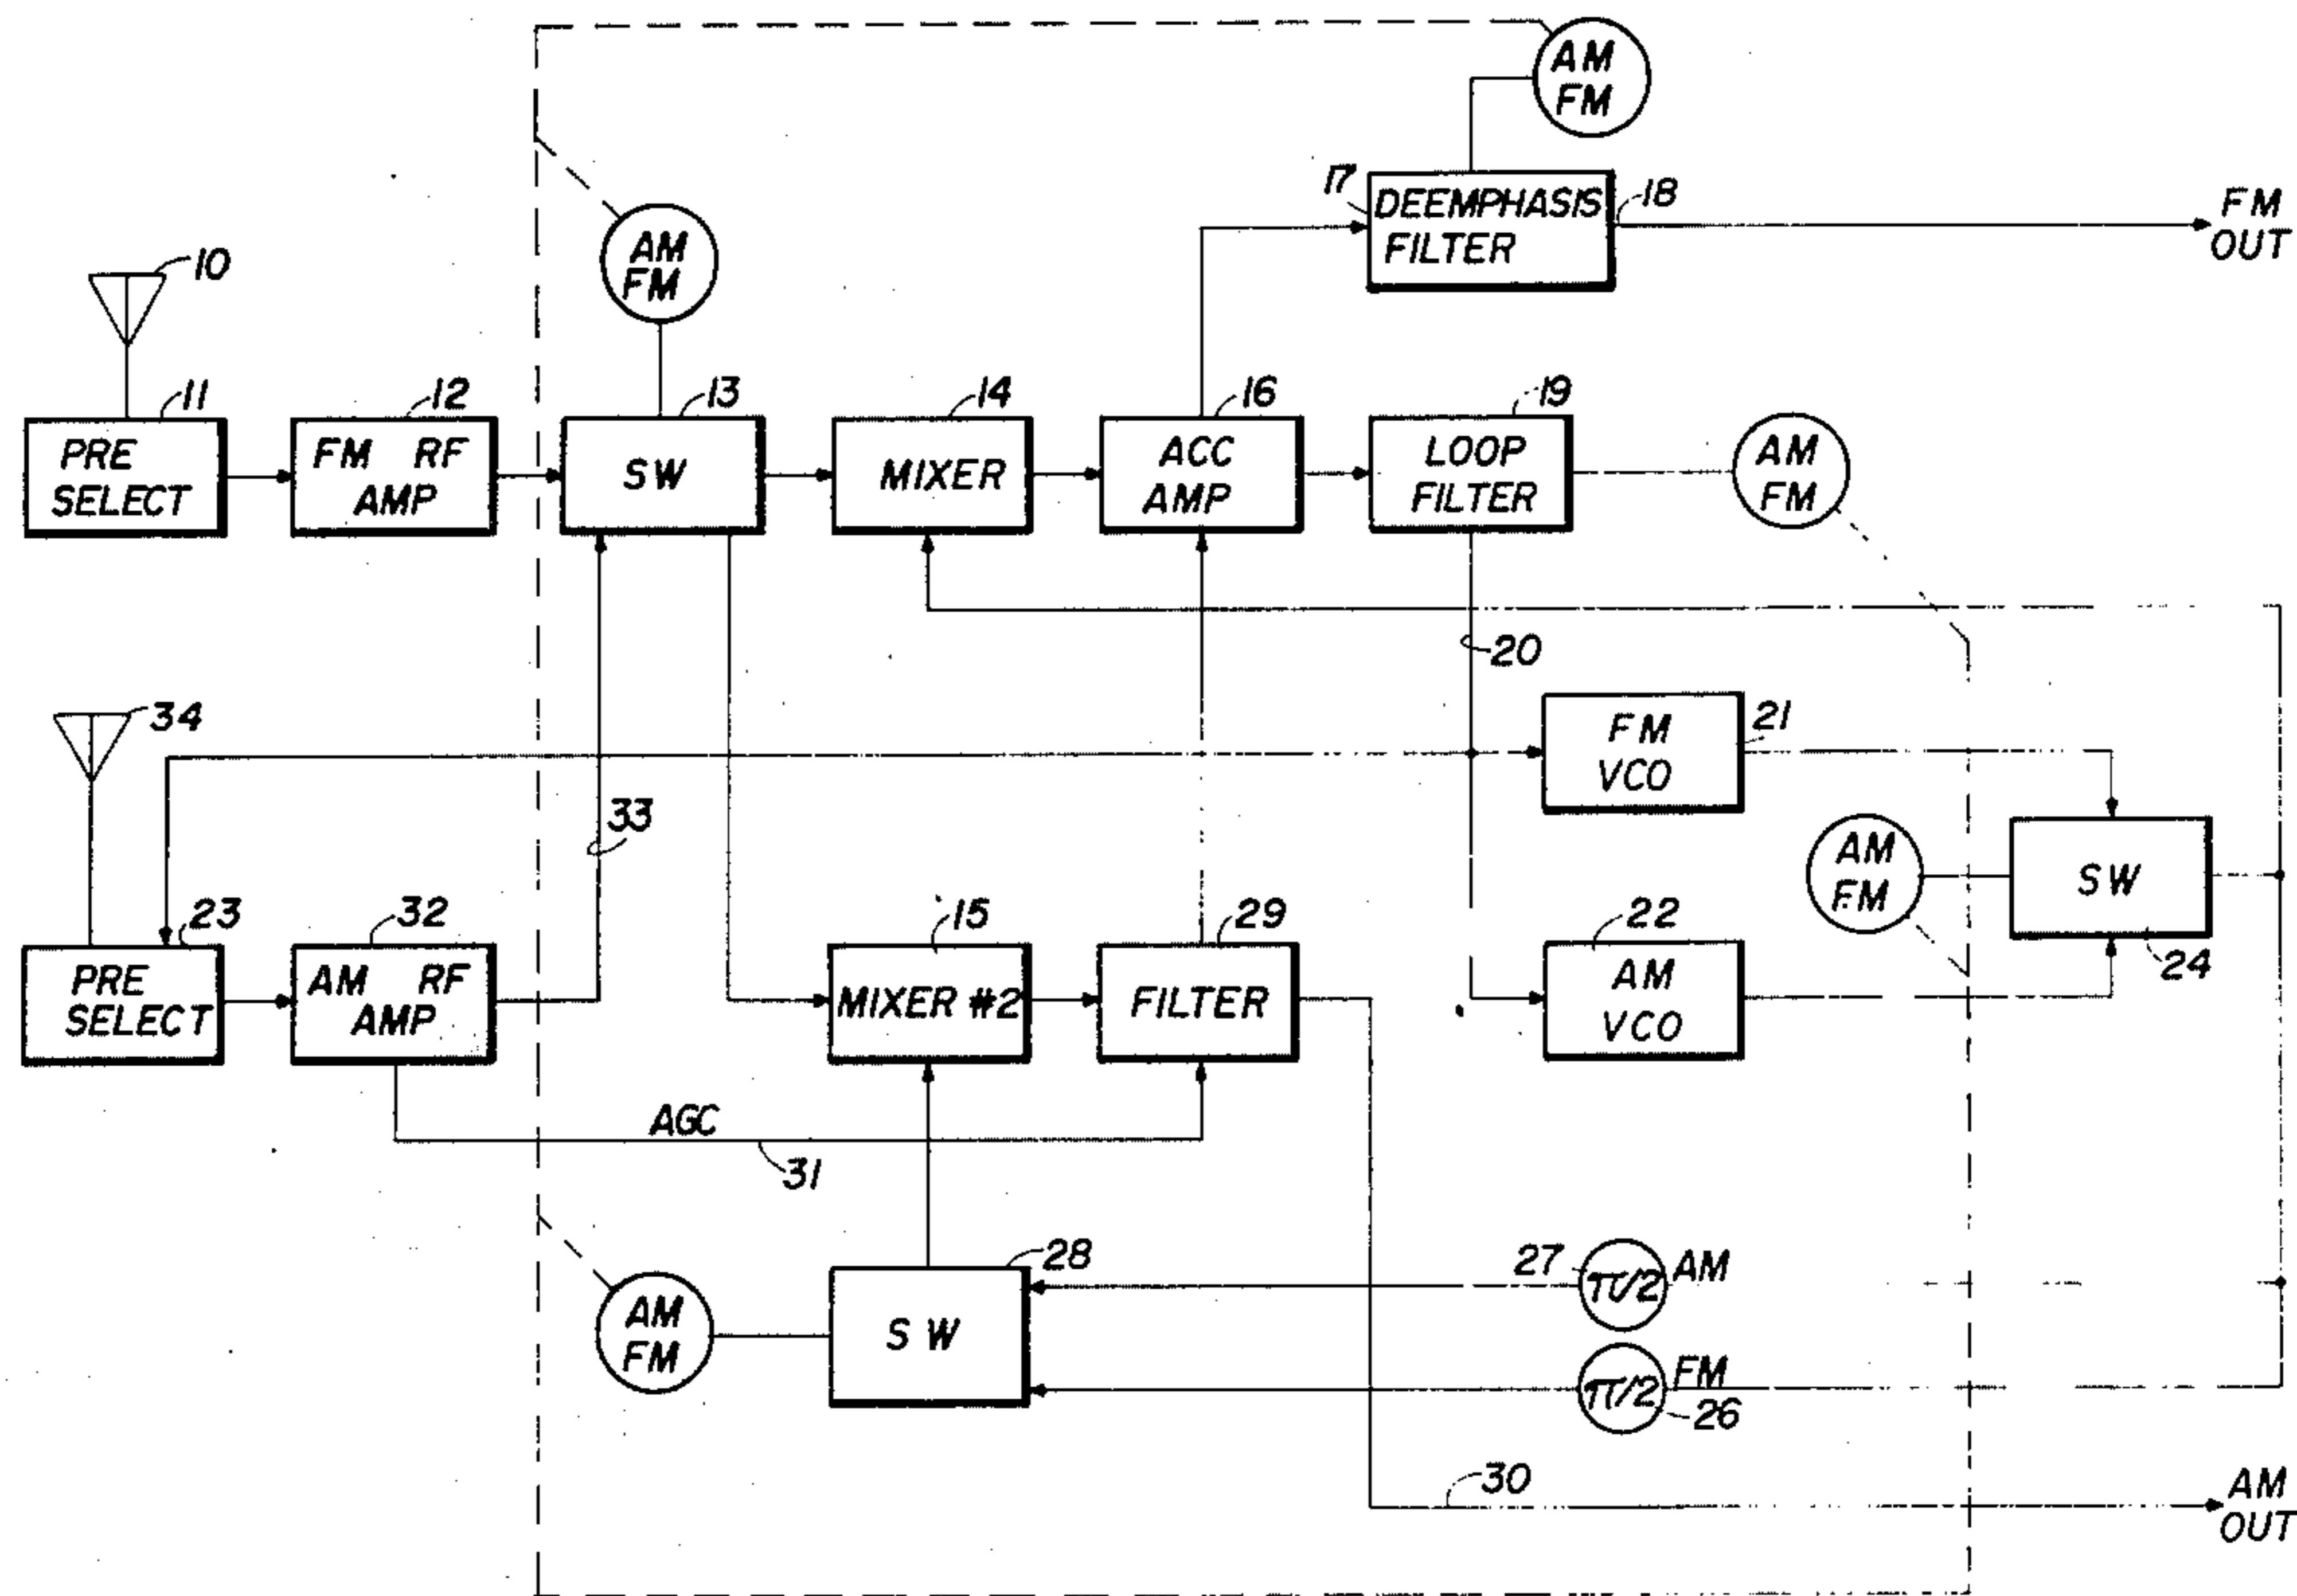 AM
FM
17
DEEMPHASIS
FILTER
18
FM
OUT
AM
FM
10
11
PRE
SELECT
12
FM RF
AMP
13
SW
14
MIXER
16
ACC
AMP
19
LOOP
FILTER
AM
FM
20
34
33
FM
VCO
21
AM
FM
SW
24
23
PRE
SELECT
32
AM RF
AMP
15
MIXER #2
29
FILTER
22
AM
VCO
AGC
31
28
SW
AM
FM
27
π/2
AM
π/2
FM
26
30
AM
OUT